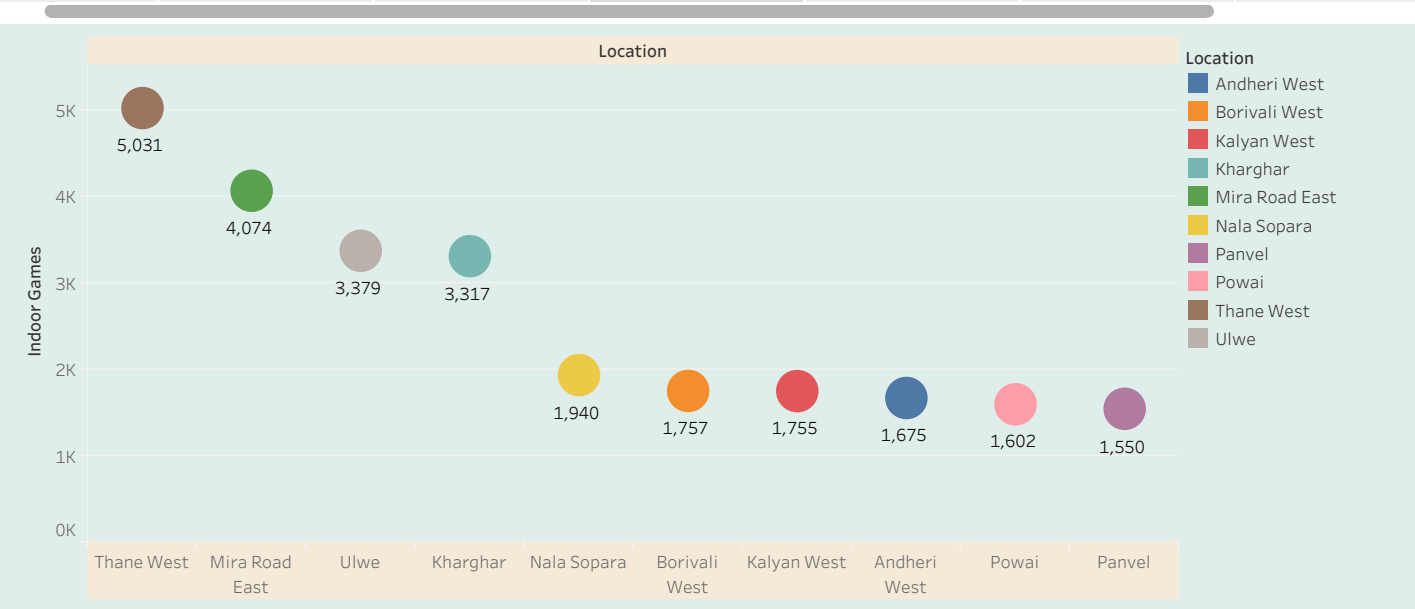 Location
Location
Andheri West
Borivali West
Kalyan West
Kharghar
Mira Road East
Nala Sopara
Panvel
Powai
Thane West
Ulwe
Indoor Games
5K
4K
3K
2K
1K
0K
5,031
4,074
3,379
3,317
1,940
1,757
1,755
1,675
1,602
1,550
Thane West
Mira Road
East
Ulwe
Kharghar
Nala Sopara
Borivali
West
Kalyan West
Andheri
West
Powai
Panvel